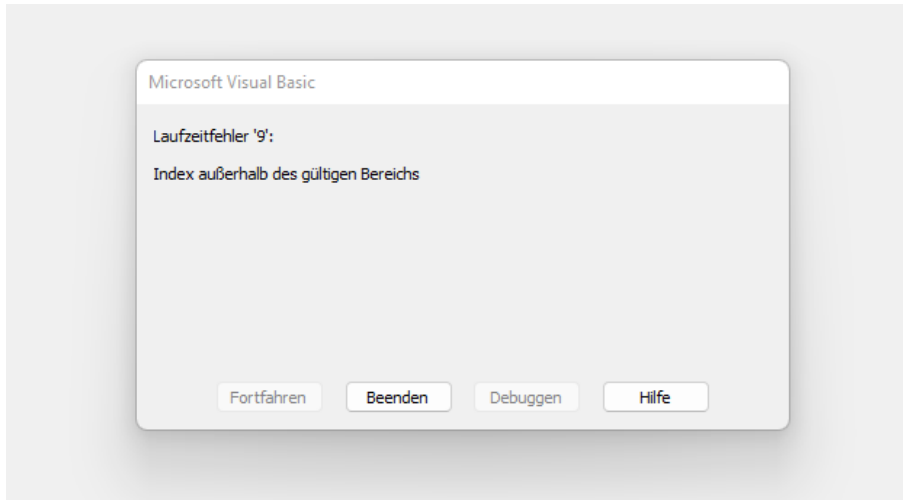 Microsoft Visual Basic
Laufzeitfehler '9':
Index außerhalb des gültigen Bereichs
Fortfahren
Beenden
Debuggen
Hilfe